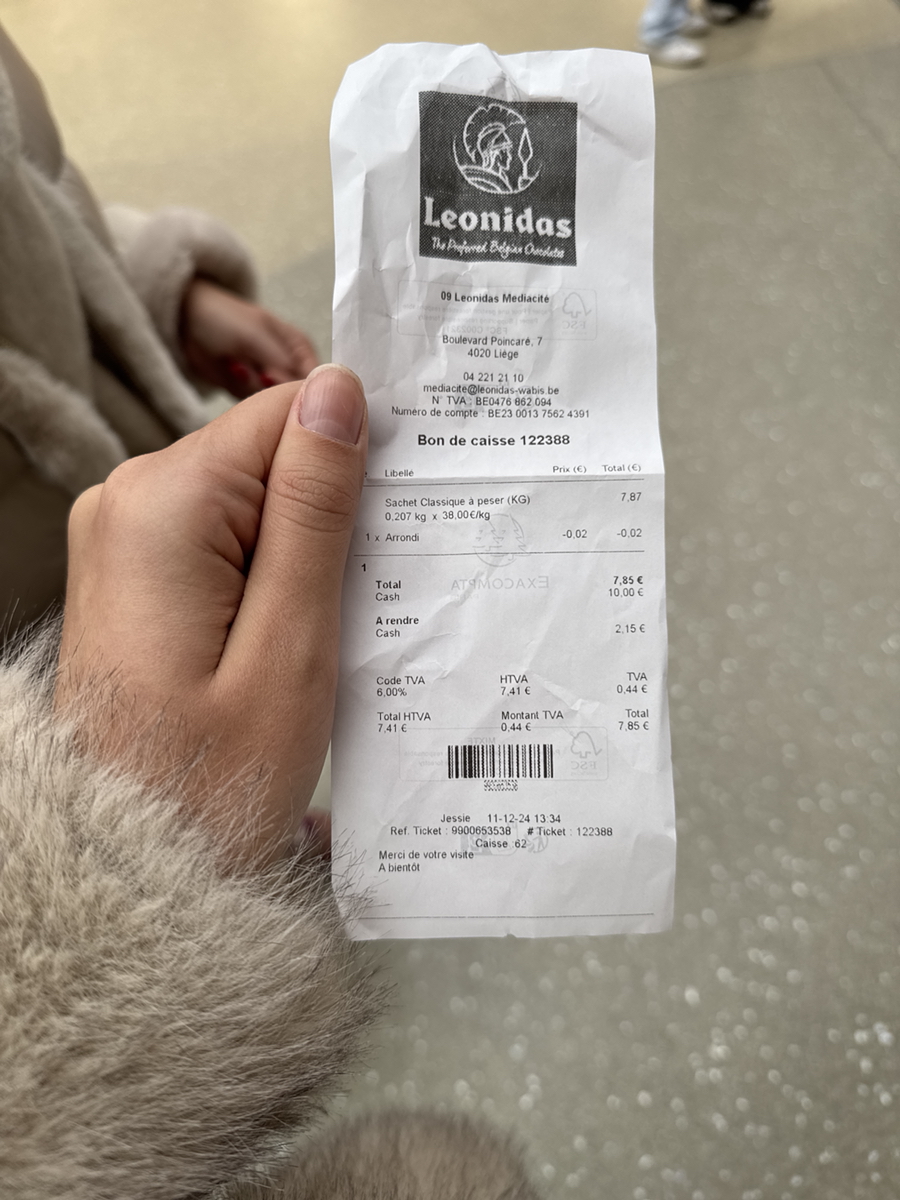 Leonidas
The Preferred Belgian Chocolates
09 Leonidas Mediacité
Boulevard Poincaré, 7
4020 Liège
04 221 21 10
mediacite@leonidas-wabis.be
N° TVA : BE0476 862 094
Numéro de compte : BE23 0013 7562 4391
Bon de caisse 122388
Libellé Prix (€) Total (€)
Sachet Classique à peser (KG) 7,87
0,207 kg x 38,00€/kg
1 x Arrondi -0,02 -0,02
1
Total 7,85 €
Cash 10,00 €
A rendre
Cash 2,15 €
Code TVA HTVA TVA
6,00% 7,41 € 0,44 €
Total HTVA Montant TVA Total
7,41 € 0,44 € 7,85 €
Jessie 11-12-24 13:34
Ref. Ticket : 9900653538 # Ticket : 122388
Caisse :62
Merci de votre visite
A bientôt
EXACOMPTA
FSC
MIXTE
FSC